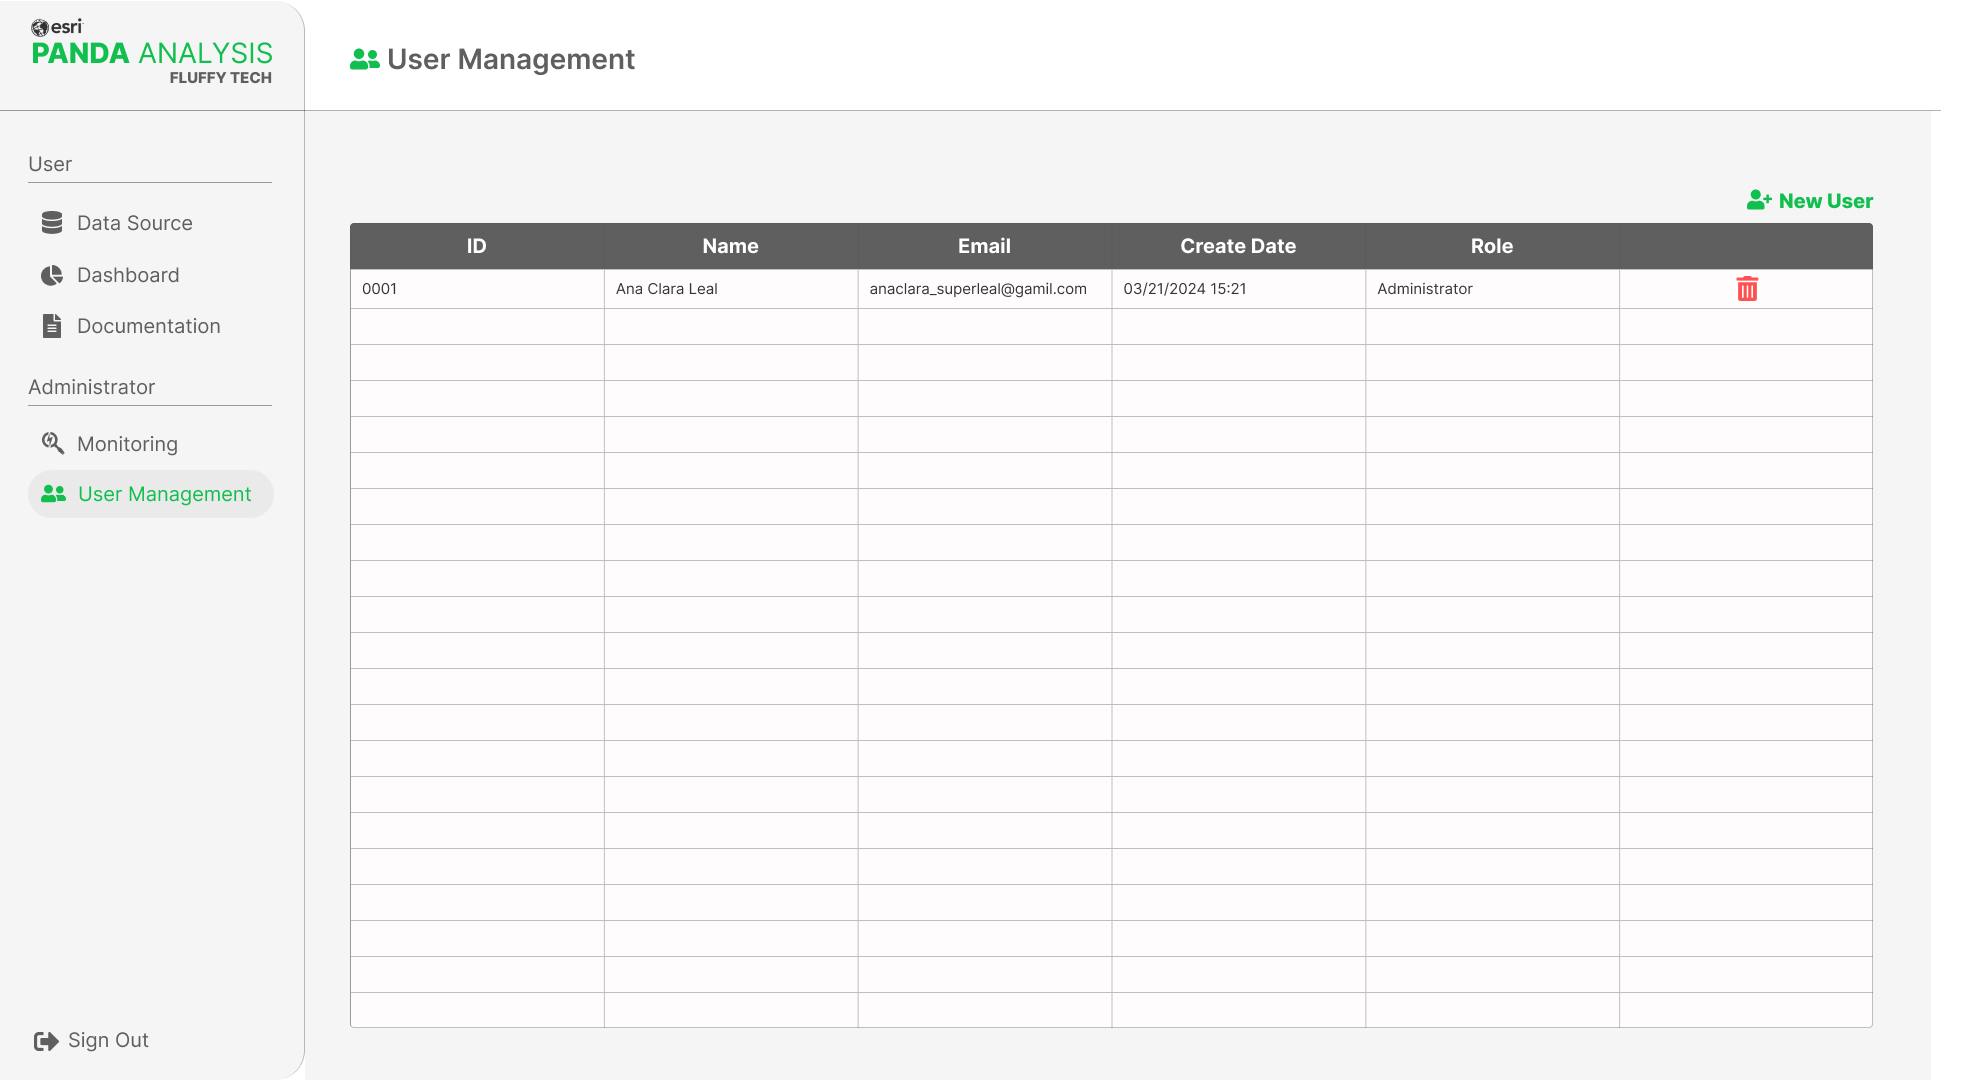 esri
PANDA ANALYSIS
FLUFFY TECH
User Management
User
Data Source
Dashboard
Documentation
Administrator
Monitoring
User Management
Sign Out
New User
ID Name Email Create Date Role
0001 Ana Clara Leal anaclara_superleal@gamil.com 03/21/2024 15:21 Administrator